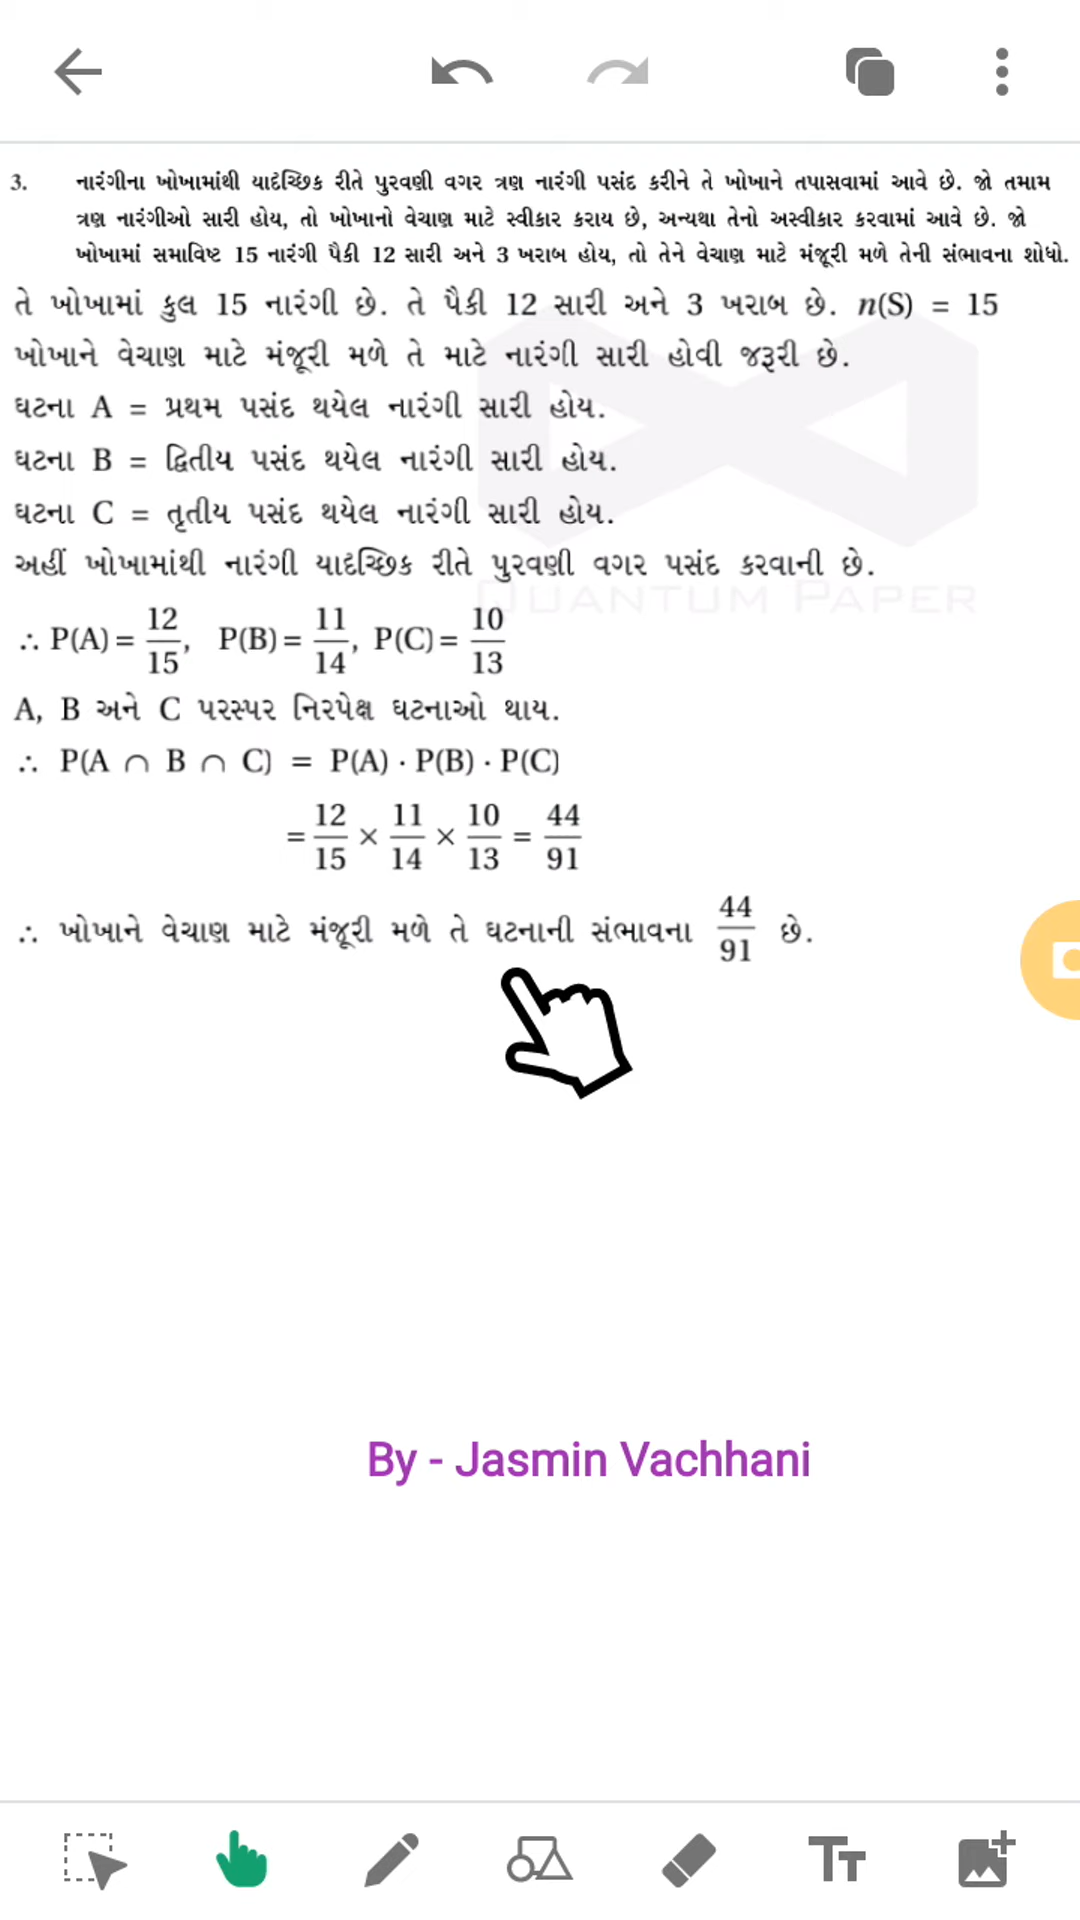 3. નારંગીના ખોખામાંથી યાદૃચ્છિક રીતે પુરવણી વગર ત્રણ નારંગી પસંદ કરીને તે ખોખાને તપાસવામાં આવે છે. જો તમામ
ત્રણ નારંગીઓ સારી હોય, તો ખોખાનો વેચાણ માટે સ્વીકાર કરાય છે, અન્યથા તેનો અસ્વીકાર કરવામાં આવે છે. જો
ખોખામાં સમાવિષ્ટ 15 નારંગી પૈકી 12 સારી અને 3 ખરાબ હોય, તો તેને વેચાણ માટે મંજૂરી મળે તેની સંભાવના શોધો.
તે ખોખામાં કુલ 15 નારંગી છે. તે પૈકી 12 સારી અને 3 ખરાબ છે. n(S) = 15
ખોખાને વેચાણ માટે મંજૂરી મળે તે માટે નારંગી સારી હોવી જરૂરી છે.
ઘટના A = પ્રથમ પસંદ થયેલ નારંગી સારી હોય.
ઘટના B = દ્વિતીય પસંદ થયેલ નારંગી સારી હોય.
ઘટના C = તૃતીય પસંદ થયેલ નારંગી સારી હોય.
અહીં ખોખામાંથી નારંગી યાદૃચ્છિક રીતે પુરવણી વગર પસંદ કરવાની છે.
QUANTUM PAPER
∴ P(A) = 12/15, P(B) = 11/14, P(C) = 10/13
A, B અને C પરસ્પર નિરપેક્ષ ઘટનાઓ થાય.
∴ P(A ∩ B ∩ C) = P(A) · P(B) · P(C)
= 12/15 × 11/14 × 10/13 = 44/91
∴ ખોખાને વેચાણ માટે મંજૂરી મળે તે ઘટનાની સંભાવના 44/91 છે.
By - Jasmin Vachhani
TT